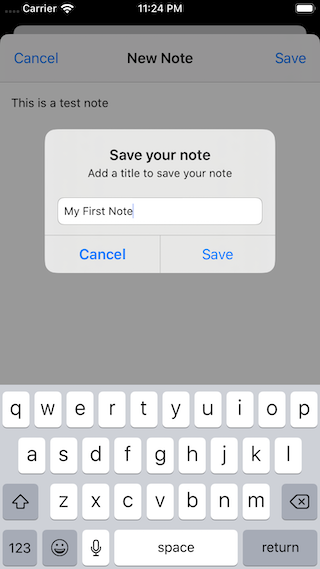 Carrier 11:24 PM
Cancel New Note Save
This is a test note
Save your note
Add a title to save your note
My First Note
Cancel Save
q w e r t y u i o p
a s d f g h j k l
z x c v b n m
123 space return